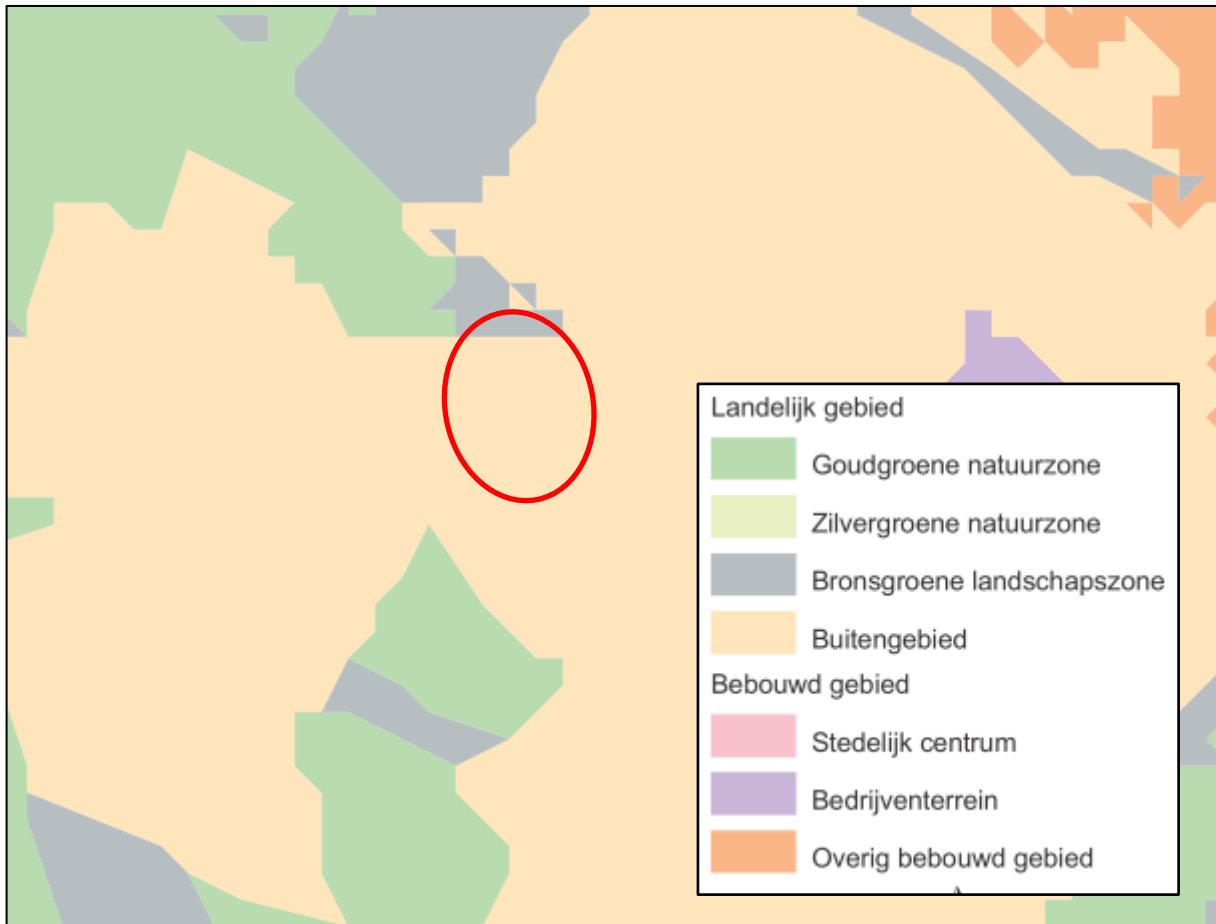 Landelijk gebied
Goudgroene natuurzone
Zilvergroene natuurzone
Bronsgroene landschapszone
Buitengebied
Bebouwd gebied
Stedelijk centrum
Bedrijventerrein
Overig bebouwd gebied